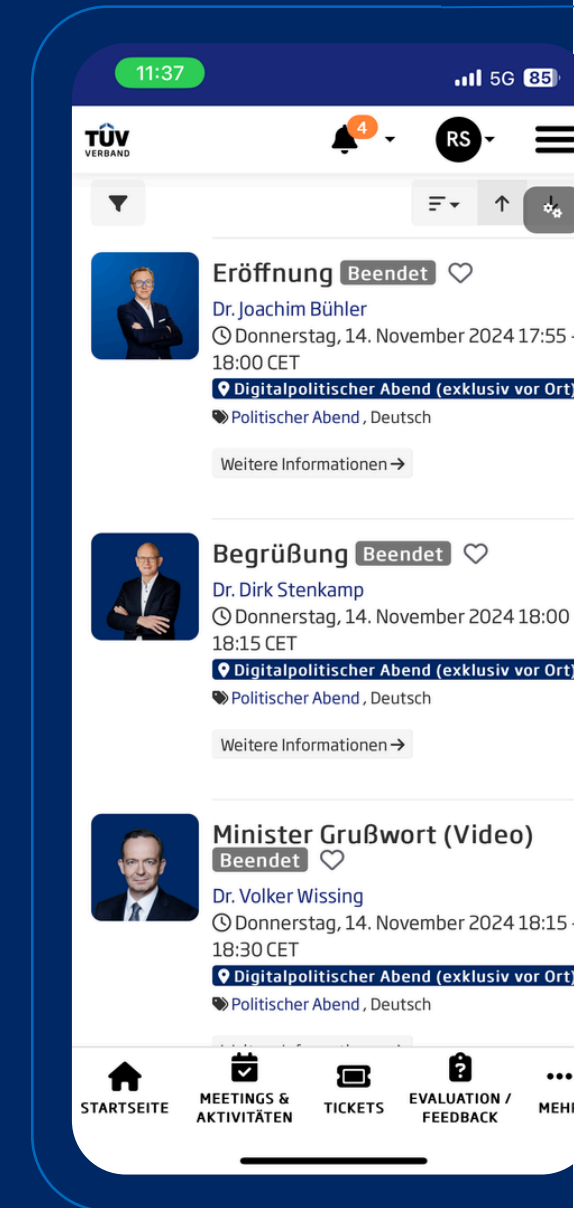 11:37
5G 85
TÜV
VERBAND
4
RS
Eröffnung Beendet
Dr. Joachim Bühler
Donnerstag, 14. November 2024 17:55 -
18:00 CET
Digitalpolitischer Abend (exklusiv vor Ort)
Politischer Abend , Deutsch
Weitere Informationen →
Begrüßung Beendet
Dr. Dirk Stenkamp
Donnerstag, 14. November 2024 18:00
18:15 CET
Digitalpolitischer Abend (exklusiv vor Ort)
Politischer Abend , Deutsch
Weitere Informationen →
Minister Grußwort (Video)
Beendet
Dr. Volker Wissing
Donnerstag, 14. November 2024 18:15 -
18:30 CET
Digitalpolitischer Abend (exklusiv vor Ort)
Politischer Abend , Deutsch
STARTSEITE
MEETINGS &
AKTIVITÄTEN
TICKETS
EVALUATION /
FEEDBACK
MEHR